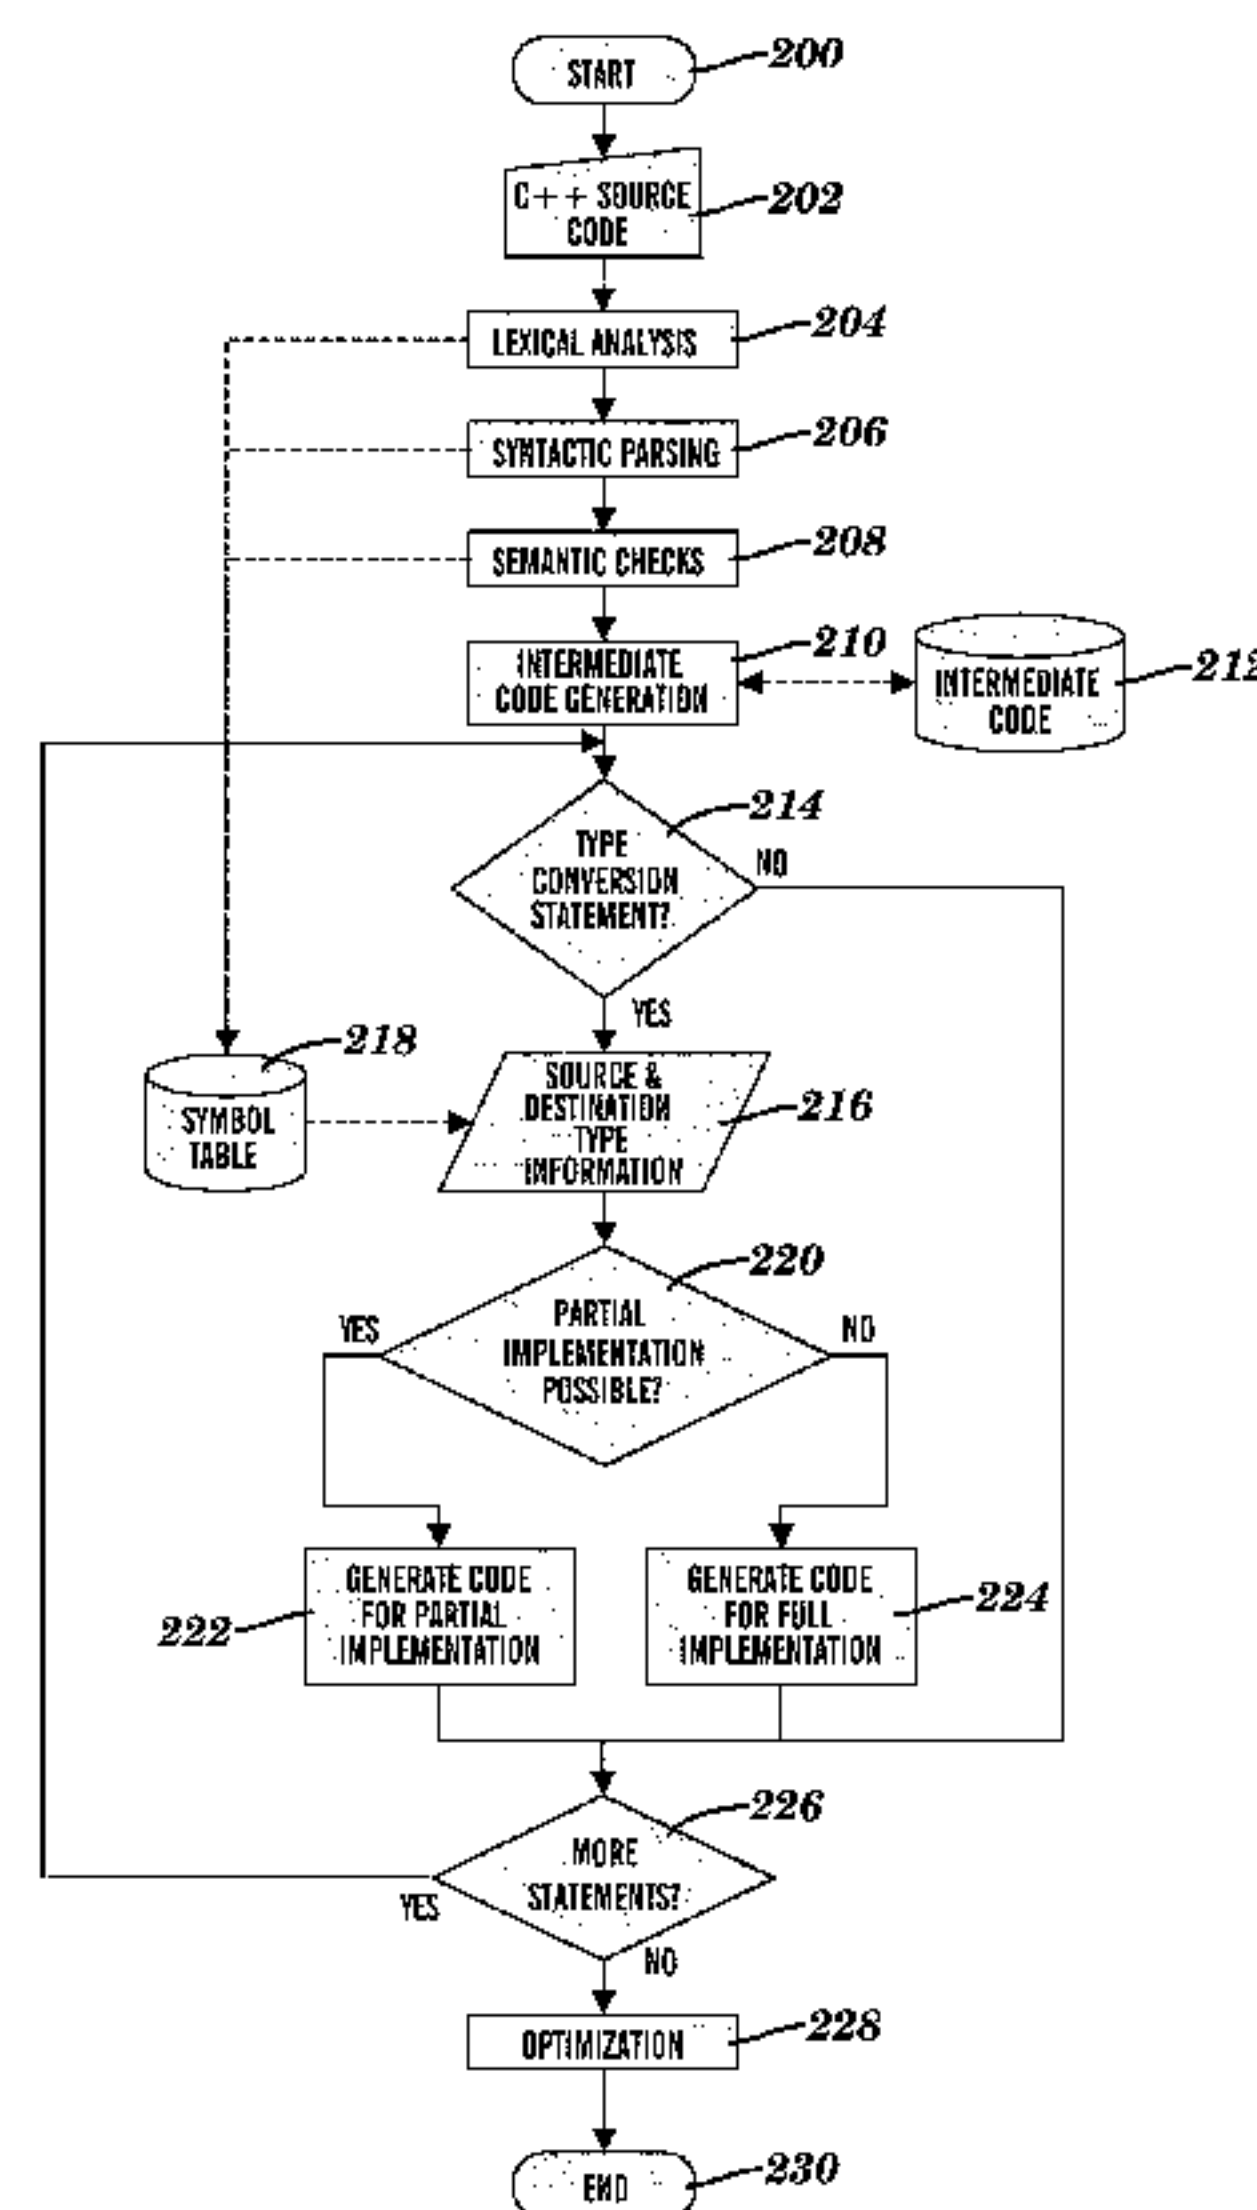 START
200
C++ SOURCE
CODE
202
LEXICAL ANALYSIS
204
SYNTACTIC PARSING
206
SEMANTIC CHECKS
208
INTERMEDIATE
CODE GENERATION
210
INTERMEDIATE
CODE
212
TYPE
CONVERSION
STATEMENT?
214
NO
YES
218
SYMBOL
TABLE
SOURCE &
DESTINATION
TYPE
INFORMATION
216
220
PARTIAL
IMPLEMENTATION
POSSIBLE?
YES
NO
GENERATE CODE
FOR PARTIAL
IMPLEMENTATION
222
GENERATE CODE
FOR FULL
IMPLEMENTATION
224
226
MORE
STATEMENTS?
YES
NO
OPTIMIZATION
228
END
230